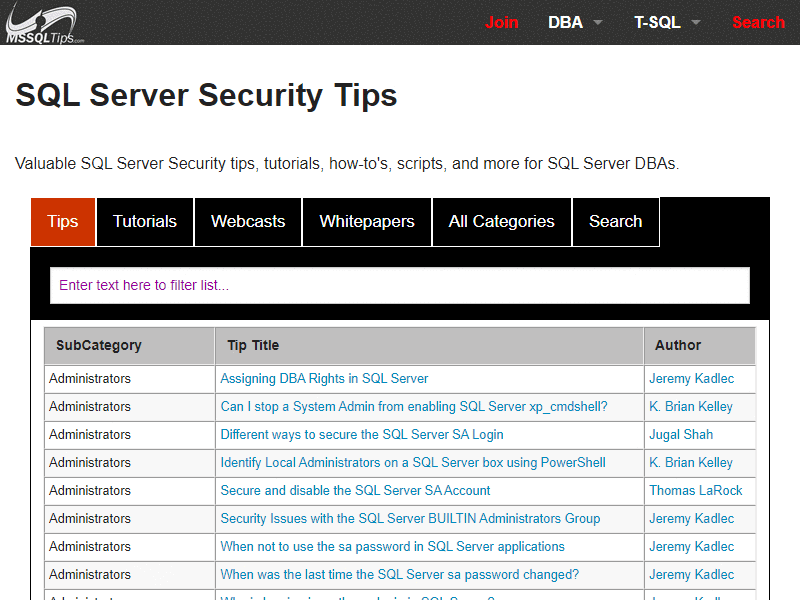 MSSQLTips.com
Join DBA T-SQL Search
SQL Server Security Tips
Valuable SQL Server Security tips, tutorials, how-to's, scripts, and more for SQL Server DBAs.
Tips Tutorials Webcasts Whitepapers All Categories Search
Enter text here to filter list...
SubCategory Tip Title Author
Administrators Assigning DBA Rights in SQL Server Jeremy Kadlec
Administrators Can I stop a System Admin from enabling SQL Server xp_cmdshell? K. Brian Kelley
Administrators Different ways to secure the SQL Server SA Login Jugal Shah
Administrators Identify Local Administrators on a SQL Server box using PowerShell K. Brian Kelley
Administrators Secure and disable the SQL Server SA Account Thomas LaRock
Administrators Security Issues with the SQL Server BUILTIN Administrators Group Jeremy Kadlec
Administrators When not to use the sa password in SQL Server applications Jeremy Kadlec
Administrators When was the last time the SQL Server sa password changed? Jeremy Kadlec